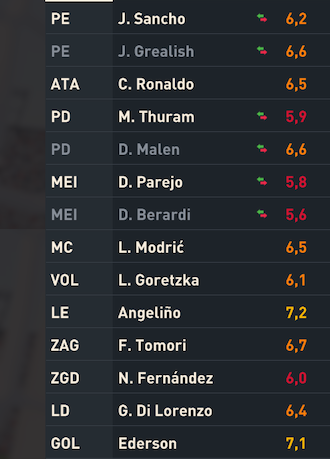 PE J. Sancho 6,2
PE J. Grealish 6,6
ATA C. Ronaldo 6,5
PD M. Thuram 5,9
PD D. Malen 6,6
MEI D. Parejo 5,8
MEI D. Berardi 5,6
MC L. Modrić 6,5
VOL L. Goretzka 6,1
LE Angeliño 7,2
ZAG F. Tomori 6,7
ZGD N. Fernández 6,0
LD G. Di Lorenzo 6,4
GOL Ederson 7,1